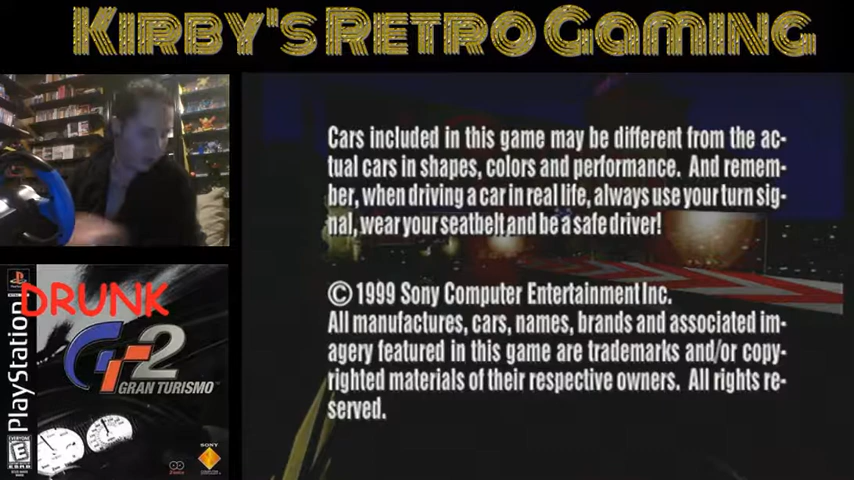 KIRBY'S RETRO GAMING
Cars included in this game may be different from the ac-
tual cars in shapes, colors and performance. And remem-
ber, when driving a car in real life, always use your turn sig-
nal, wear your seatbelt and be a safe driver!
© 1999 Sony Computer Entertainment Inc.
All manufactures, cars, names, brands and associated im-
agery featured in this game are trademarks and/or copy-
righted materials of their respective owners. All rights re-
served.
DRUNK
PlayStation
GT2
GRAN TURISMO
EVERYONE
E
ESRB
SONY